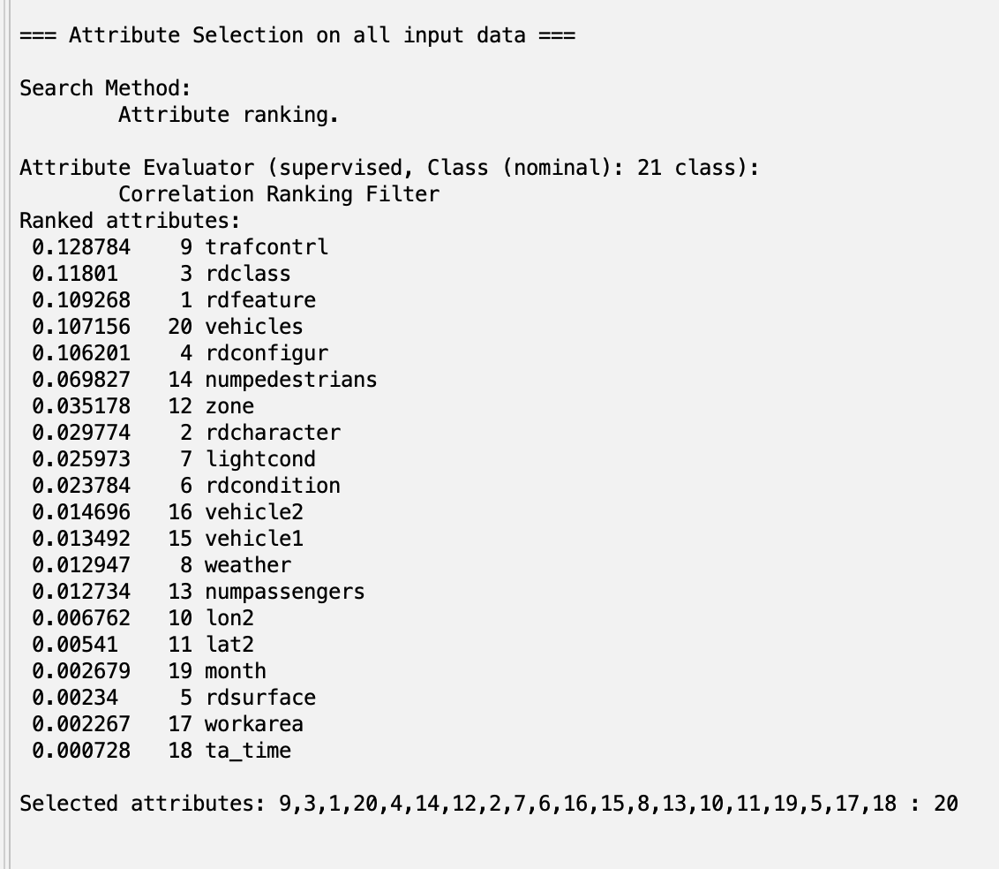 === Attribute Selection on all input data ===
Search Method:
Attribute ranking.
Attribute Evaluator (supervised, Class (nominal): 21 class):
Correlation Ranking Filter
Ranked attributes:
0.128784 9 trafcontrl
0.11801 3 rdclass
0.109268 1 rdfeature
0.107156 20 vehicles
0.106201 4 rdconfigur
0.069827 14 numpedestrians
0.035178 12 zone
0.029774 2 rdcharacter
0.025973 7 lightcond
0.023784 6 rdcondition
0.014696 16 vehicle2
0.013492 15 vehicle1
0.012947 8 weather
0.012734 13 numpassengers
0.006762 10 lon2
0.00541 11 lat2
0.002679 19 month
0.00234 5 rdsurface
0.002267 17 workarea
0.000728 18 ta_time
Selected attributes: 9,3,1,20,4,14,12,2,7,6,16,15,8,13,10,11,19,5,17,18 : 20